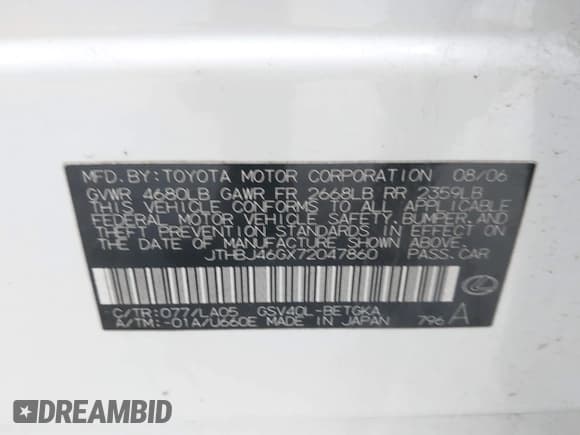 MFD. BY: TOYOTA MOTOR CORPORATION 08/06
GVWR 4680LB GAWR FR 2668LB RR 2359LB
THIS VEHICLE CONFORMS TO ALL APPLICABLE
FEDERAL MOTOR VEHICLE SAFETY, BUMPER, AND
THEFT PREVENTION STANDARDS IN EFFECT ON
THE DATE OF MANUFACTURE SHOWN ABOVE.
JTHBJ46GX72047860 PASS. CAR
C/TR: 077/LA05 GSV40L-BETGKA
A/TM: -01A/U660E MADE IN JAPAN 796 A
DREAMBID